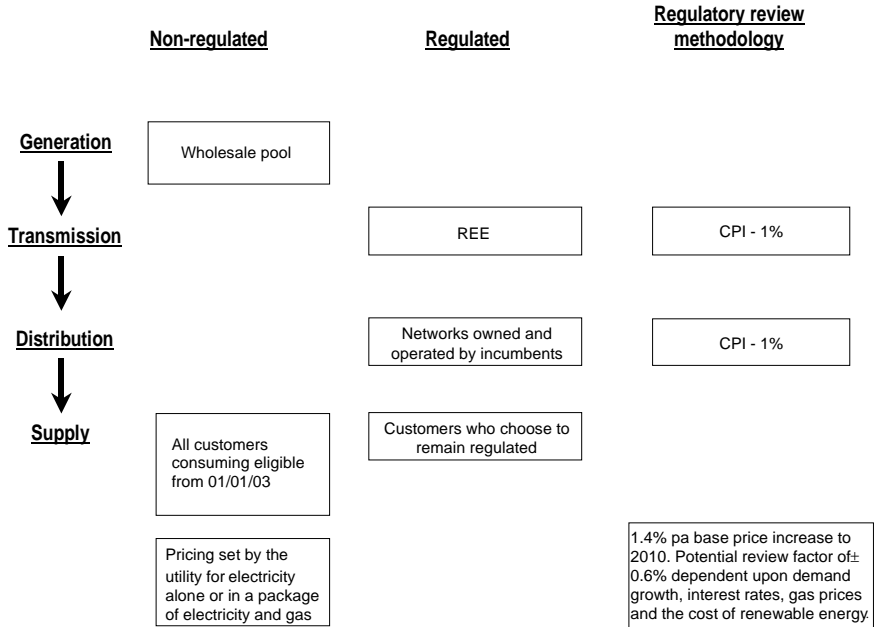 Non-regulated
Regulated
Regulatory review
methodology
Generation
Wholesale pool
Transmission
REE
CPI - 1%
Distribution
Networks owned and
operated by incumbents
CPI - 1%
Supply
All customers
consuming eligible
from 01/01/03
Customers who choose to
remain regulated
Pricing set by the
utility for electricity
alone or in a package
of electricity and gas
1.4% pa base price increase to
2010. Potential review factor of±
0.6% dependent upon demand
growth, interest rates, gas prices
and the cost of renewable energy.